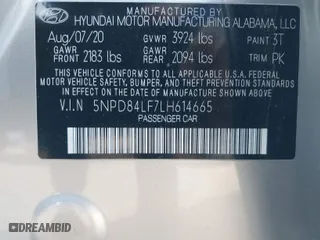 HYUNDAI MOTOR MANUFACTURING ALABAMA, LLC
Aug/07/20 GVWR 3924 lbs PAINT 3T
GAWR FRONT 2183 lbs GAWR REAR 2094 lbs TRIM PK
THIS VEHICLE CONFORMS TO ALL APPLICABLE U.S.
FEDERAL MOTOR VEHICLE SAFETY, BUMPER, AND THEFT
PREVENTION STANDARDS IN EFFECT ON THE DATE OF
MANUFACTURE SHOWN ABOVE.
V.I.N 5NPD84LF7LH614665
PASSENGER CAR
DREAMBID